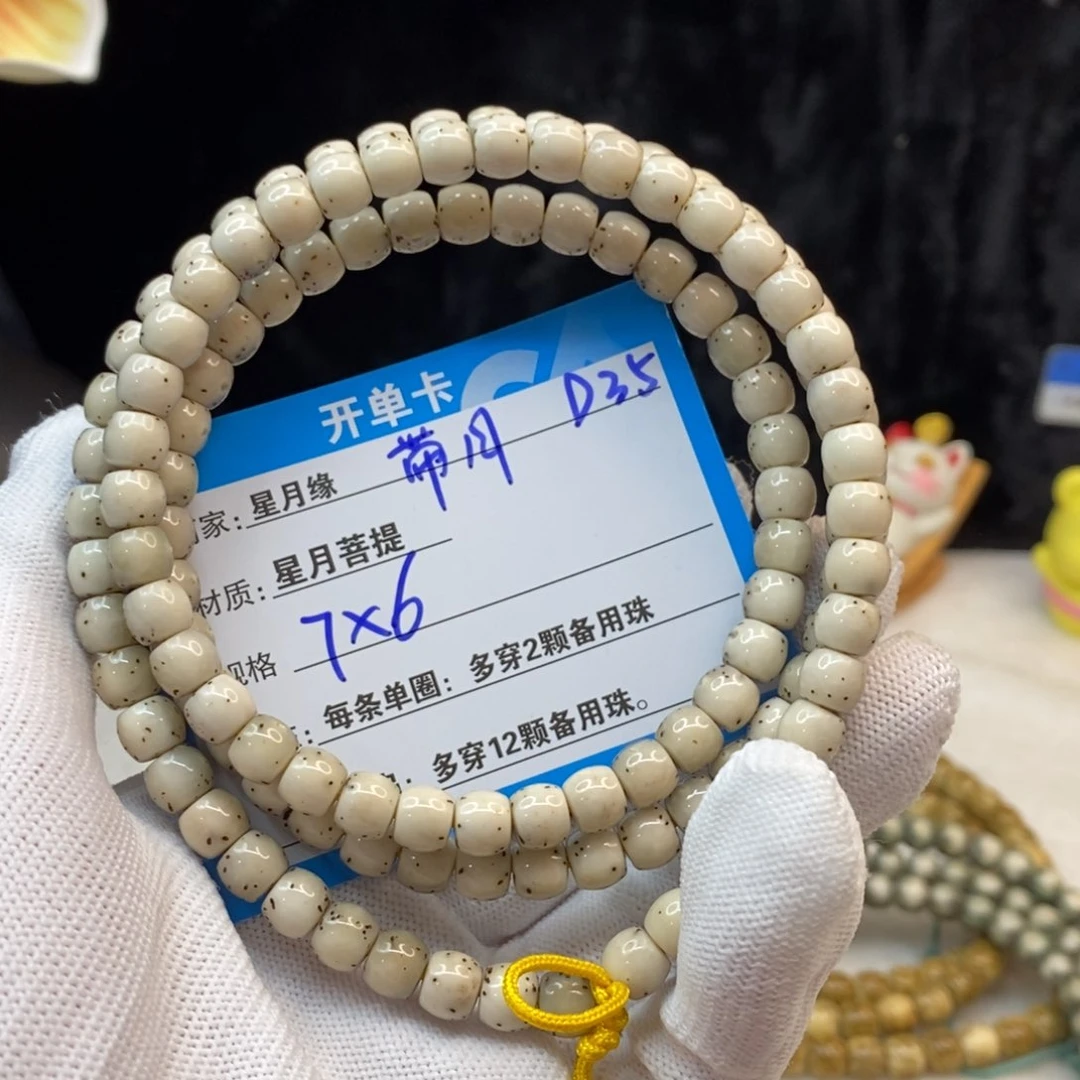 开单卡
家：星月缘 带月 D35
材质：星月菩提
规格 7×6
：每条单圈：多穿2颗备用珠
多穿12颗备用珠。